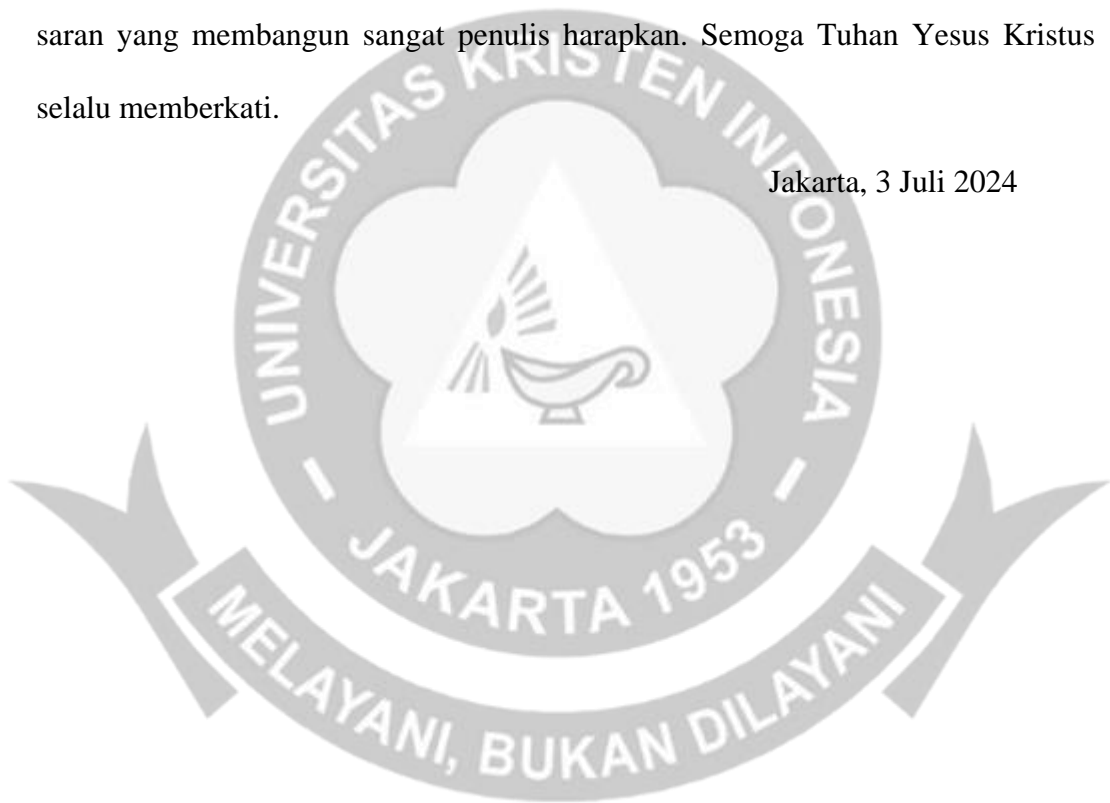 saran yang membangun sangat penulis harapkan. Semoga Tuhan Yesus Kristus
selalu memberkati.
Jakarta, 3 Juli 2024
UNIVERSITAS KRISTEN INDONESIA
- JAKARTA 1953 -
MELAYANI, BUKAN DILAYANI